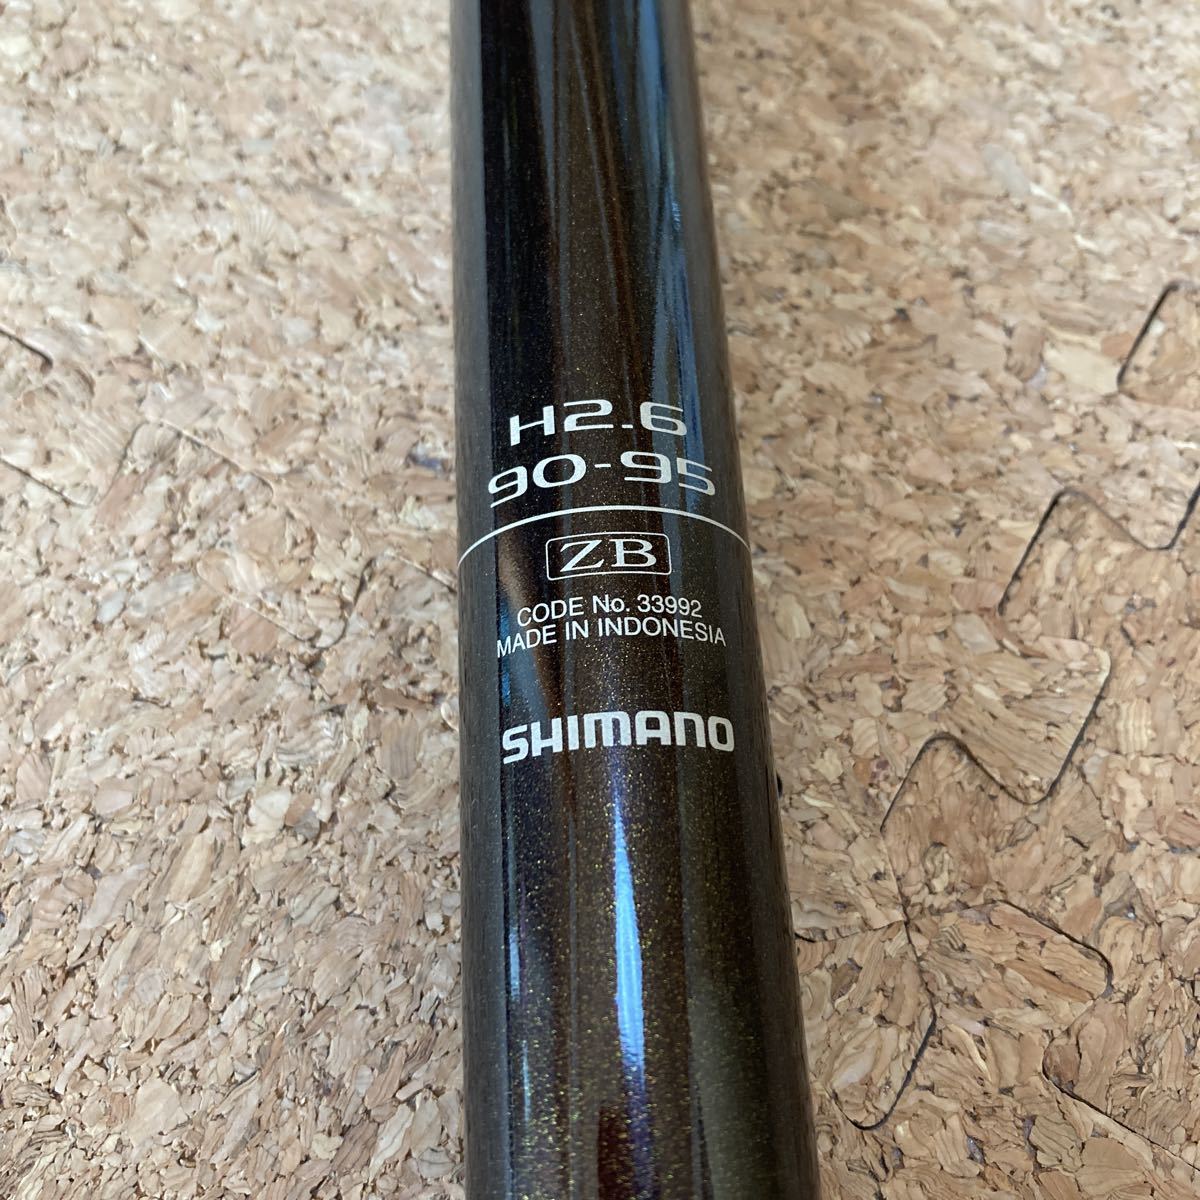 H2.6
90-95
ZB
CODE No. 33992
MADE IN INDONESIA
SHIMANO